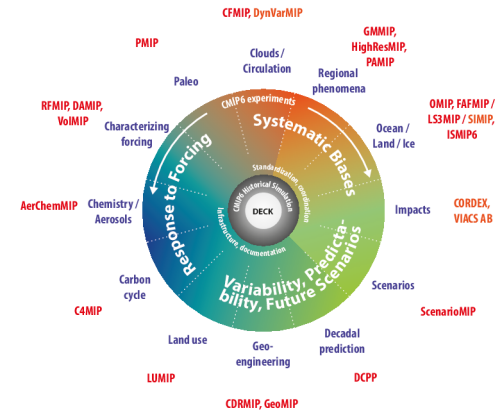 CFMIP, DynVarMIP
GMMIP,
HighResMIP,
PAMIP
PMIP
Clouds /
Circulation
Regional
phenomena
Paleo
CMIP6 experiments
OMIP, FAFMIP /
LS3MIP / SIMIP,
ISMIP6
RFMIP, DAMIP,
VolMIP
Characterizing
forcing
Systematic Biases
Ocean /
Land / Ice
Response to Forcing
Standardization, coordination
CMIP6 Historical Simulation
DECK
Infrastructure, documentation
AerChemMIP
Chemistry /
Aerosols
Impacts
CORDEX,
VIACS AB
Variability, Predicta-
bility, Future Scenarios
Carbon
cycle
Scenarios
C4MIP
ScenarioMIP
Land use
Geo-
engineering
Decadal
prediction
LUMIP
DCPP
CDRMIP, GeoMIP